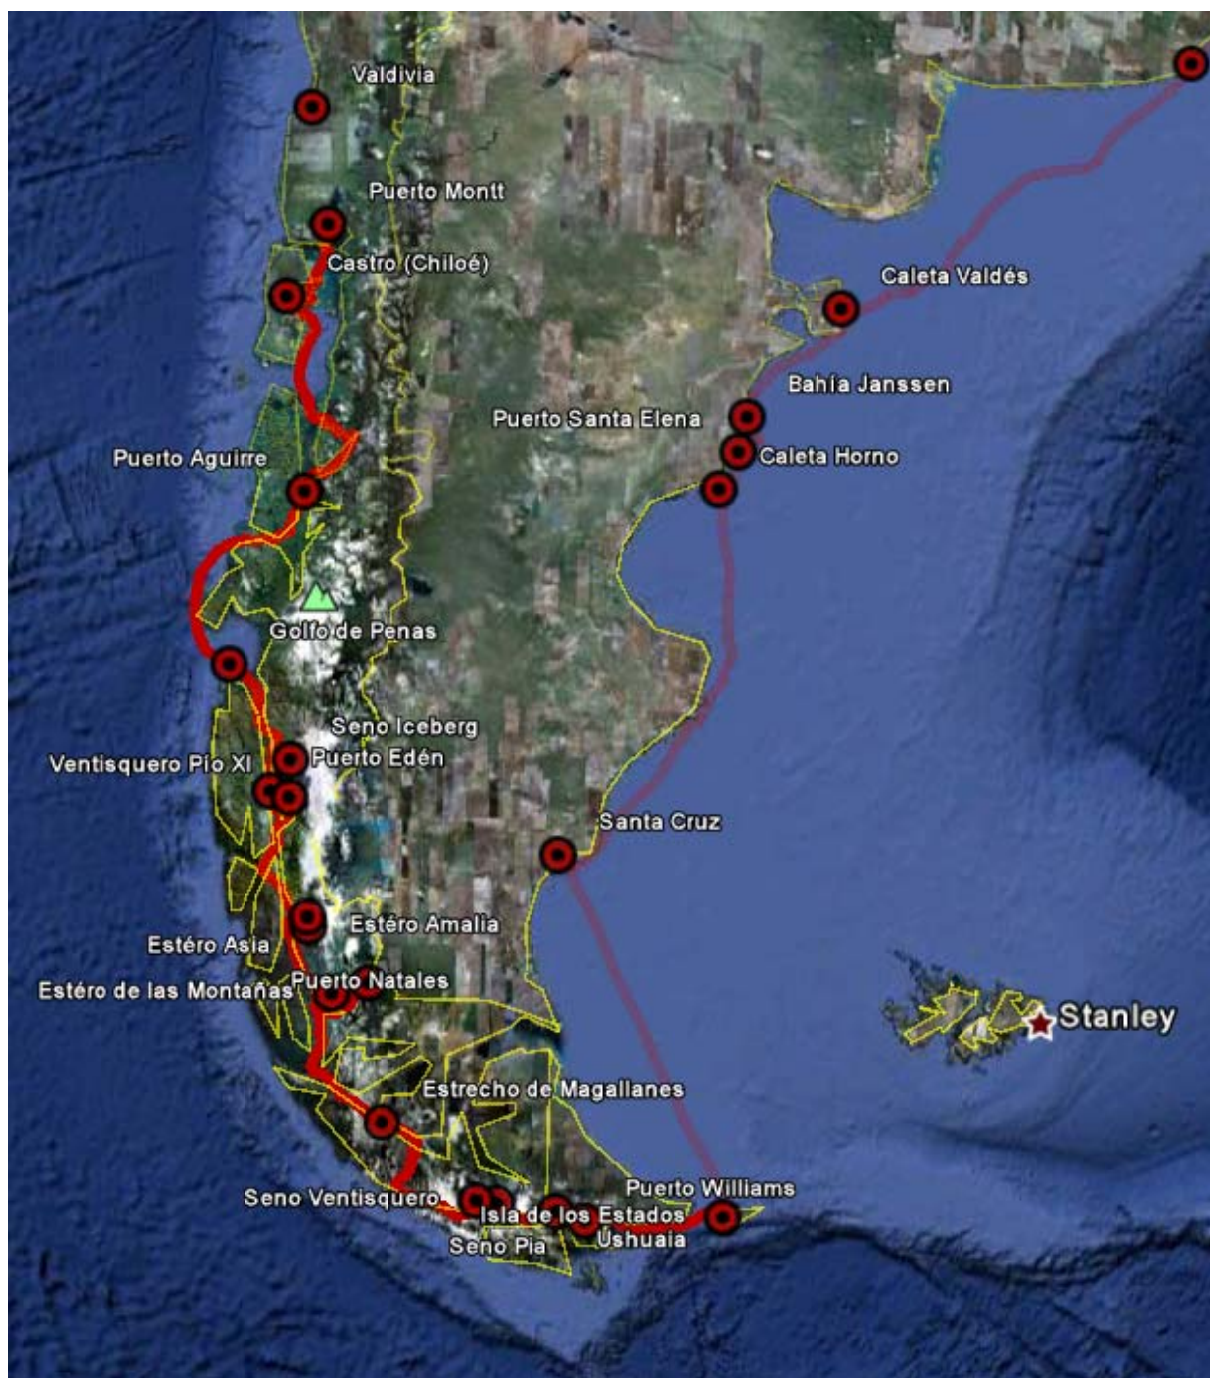 Valdivia
Puerto Montt
Castro (Chiloé)
Caleta Valdés
Bahía Janssen
Puerto Santa Elena
Caleta Horno
Puerto Aguirre
Golfo de Penas
Seno Iceberg
Puerto Edén
Ventisquero Pío XI
Santa Cruz
Estéro Amalia
Estéro Asia
Puerto Natales
Estéro de las Montañas
Stanley
Estrecho de Magallanes
Puerto Williams
Seno Ventisquero
Isla de los Estados
Ushuaia
Seno Pia